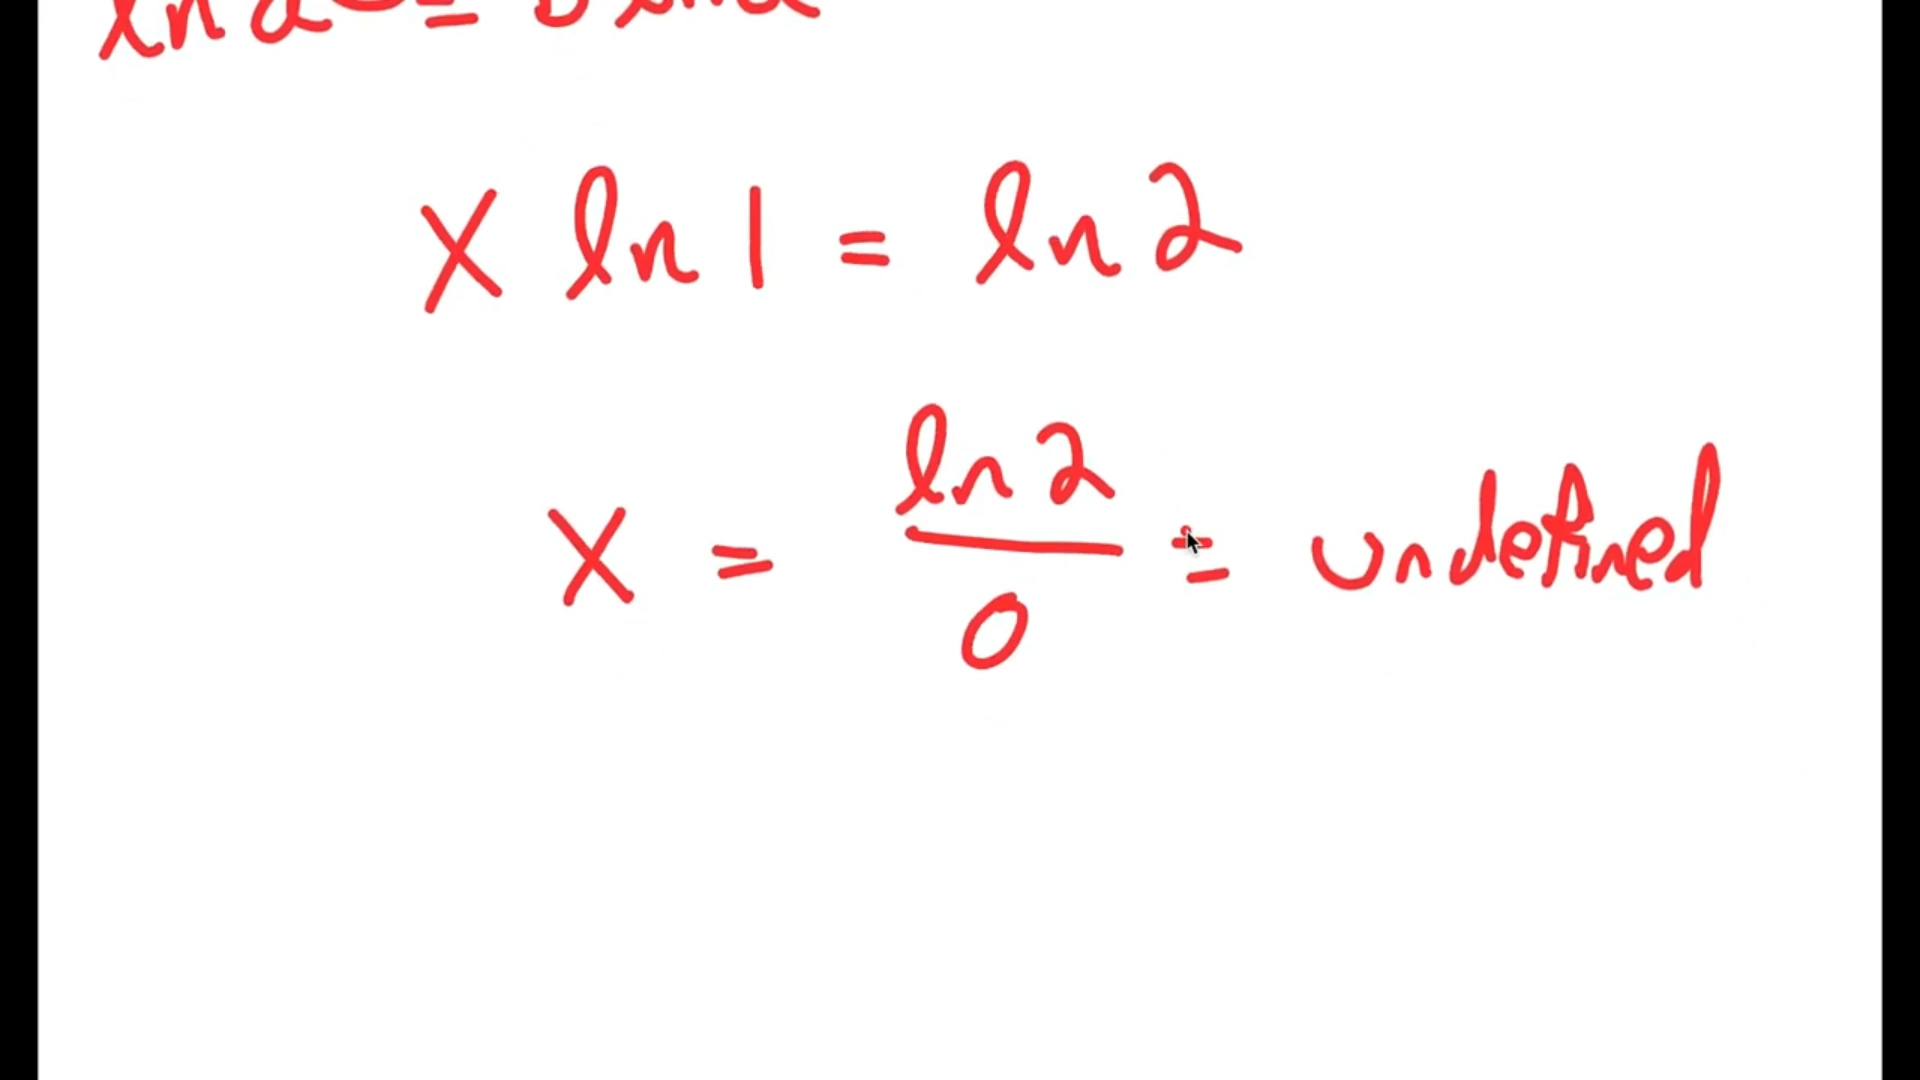 x ln 1 = ln 2
x = ln 2 / 0 = undefined